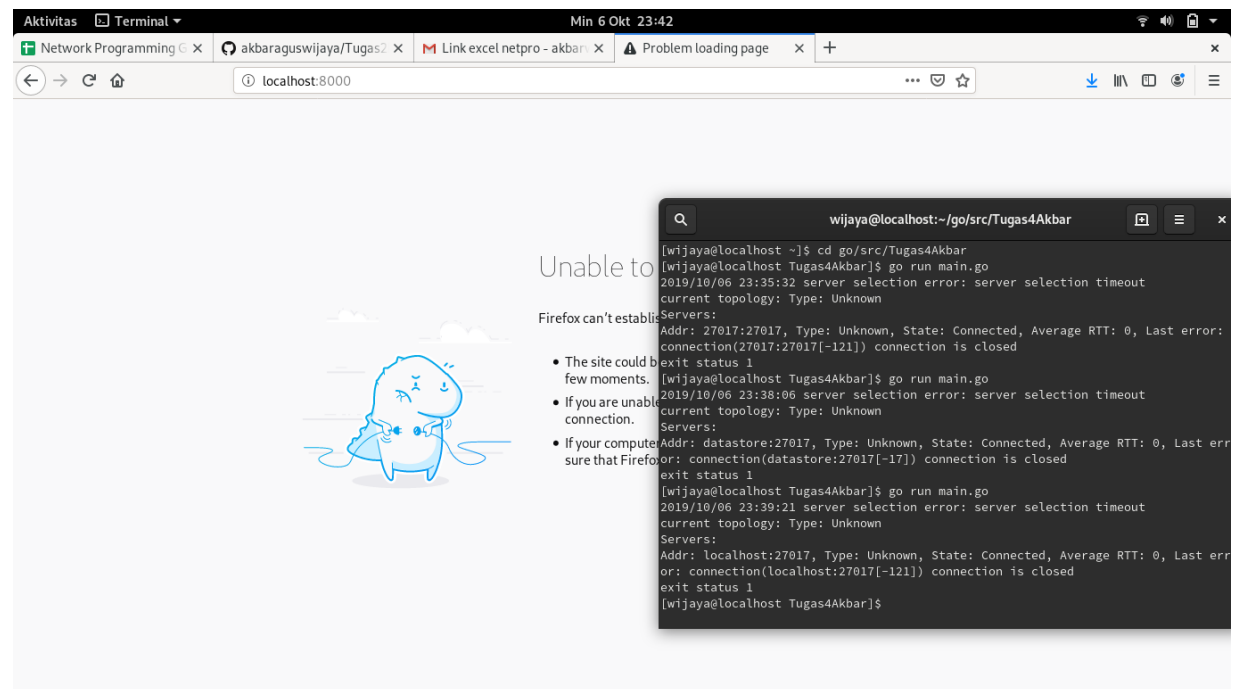 Aktivitas Terminal Min 6 Okt 23:42
Network Programming G akbaraguswijaya/Tugas2 Link excel netpro - akbar Problem loading page
localhost:8000
Unable to
Firefox can't establis
The site could b
few moments.
If you are unable
connection.
If your compute
sure that Firefo
wijaya@localhost:~/go/src/Tugas4Akbar
[wijaya@localhost ~]$ cd go/src/Tugas4Akbar
[wijaya@localhost Tugas4Akbar]$ go run main.go
2019/10/06 23:35:32 server selection error: server selection timeout
current topology: Type: Unknown
Servers:
Addr: 27017:27017, Type: Unknown, State: Connected, Average RTT: 0, Last error:
connection(27017:27017[-121]) connection is closed
exit status 1
[wijaya@localhost Tugas4Akbar]$ go run main.go
2019/10/06 23:38:06 server selection error: server selection timeout
current topology: Type: Unknown
Servers:
Addr: datastore:27017, Type: Unknown, State: Connected, Average RTT: 0, Last err
or: connection(datastore:27017[-17]) connection is closed
exit status 1
[wijaya@localhost Tugas4Akbar]$ go run main.go
2019/10/06 23:39:21 server selection error: server selection timeout
current topology: Type: Unknown
Servers:
Addr: localhost:27017, Type: Unknown, State: Connected, Average RTT: 0, Last err
or: connection(localhost:27017[-121]) connection is closed
exit status 1
[wijaya@localhost Tugas4Akbar]$